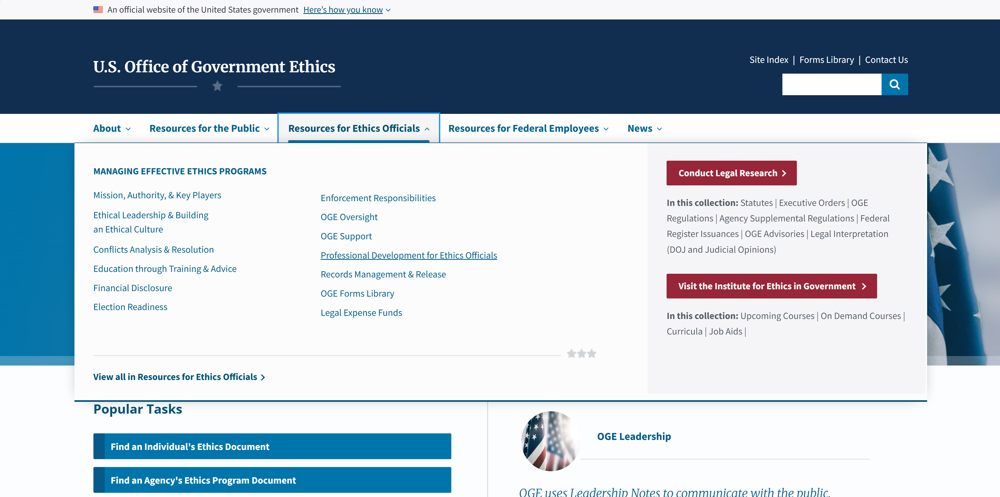 An official website of the United States government Here’s how you know
U.S. Office of Government Ethics
Site Index | Forms Library | Contact Us
About
Resources for the Public
Resources for Ethics Officials
Resources for Federal Employees
News
MANAGING EFFECTIVE ETHICS PROGRAMS
Mission, Authority, & Key Players
Ethical Leadership & Building
an Ethical Culture
Conflicts Analysis & Resolution
Education through Training & Advice
Financial Disclosure
Election Readiness
Enforcement Responsibilities
OGE Oversight
OGE Support
Professional Development for Ethics Officials
Records Management & Release
OGE Forms Library
Legal Expense Funds
View all in Resources for Ethics Officials
Conduct Legal Research
In this collection: Statutes | Executive Orders | OGE
Regulations | Agency Supplemental Regulations | Federal
Register Issuances | OGE Advisories | Legal Interpretation
(DOJ and Judicial Opinions)
Visit the Institute for Ethics in Government
In this collection: Upcoming Courses | On Demand Courses |
Curricula | Job Aids |
Popular Tasks
Find an Individual's Ethics Document
Find an Agency's Ethics Program Document
OGE Leadership
OGE uses Leadership Notes to communicate with the public,